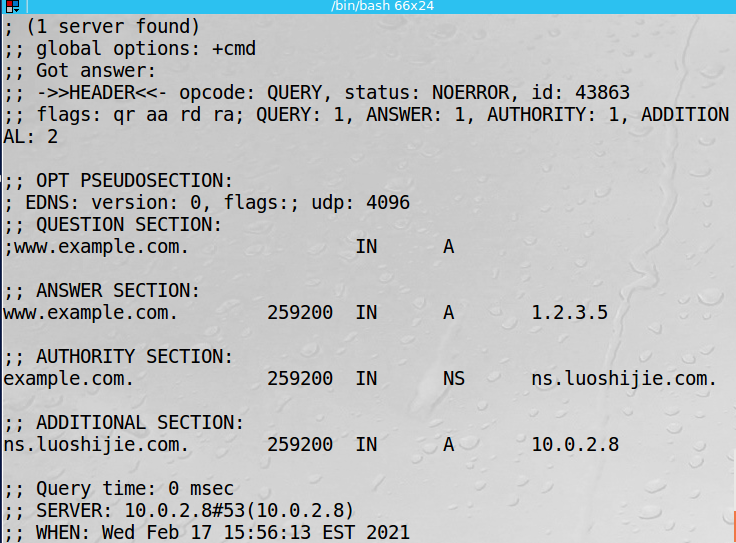 /bin/bash 66x24
; (1 server found)
;; global options: +cmd
;; Got answer:
;; ->>HEADER<<- opcode: QUERY, status: NOERROR, id: 43863
;; flags: qr aa rd ra; QUERY: 1, ANSWER: 1, AUTHORITY: 1, ADDITION
AL: 2
;; OPT PSEUDOSECTION:
; EDNS: version: 0, flags:; udp: 4096
;; QUESTION SECTION:
;www.example.com. IN A
;; ANSWER SECTION:
www.example.com. 259200 IN A 1.2.3.5
;; AUTHORITY SECTION:
example.com. 259200 IN NS ns.luoshijie.com.
;; ADDITIONAL SECTION:
ns.luoshijie.com. 259200 IN A 10.0.2.8
;; Query time: 0 msec
;; SERVER: 10.0.2.8#53(10.0.2.8)
;; WHEN: Wed Feb 17 15:56:13 EST 2021